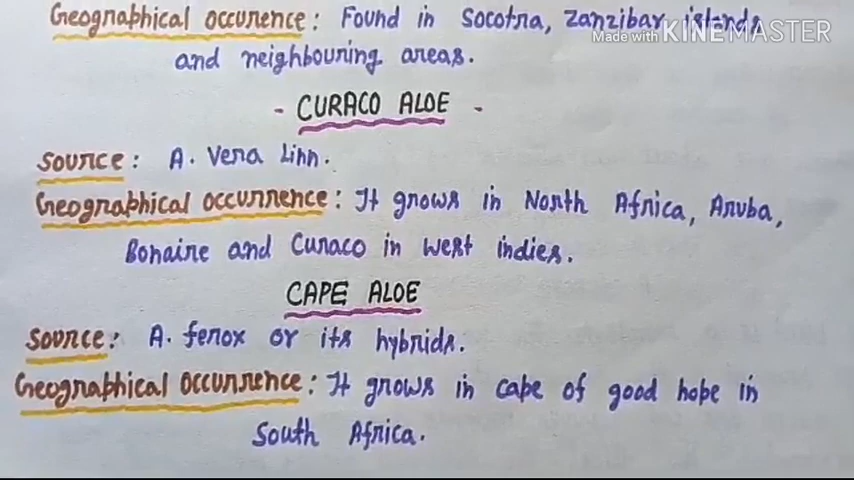 Geographical occurence : Found in Socotra, Zanzibar islands
Made with KINEMASTER
and neighbouring areas.
- CURACO ALOE -
Source : A. Vera Linn.
Geographical occurrence : It grows in North Africa, Aruba,
Bonaire and Curaco in west indies.
CAPE ALOE
Source : A. ferox or its hybrids.
Geographical occurrence : It grows in cape of good hope in
South Africa.